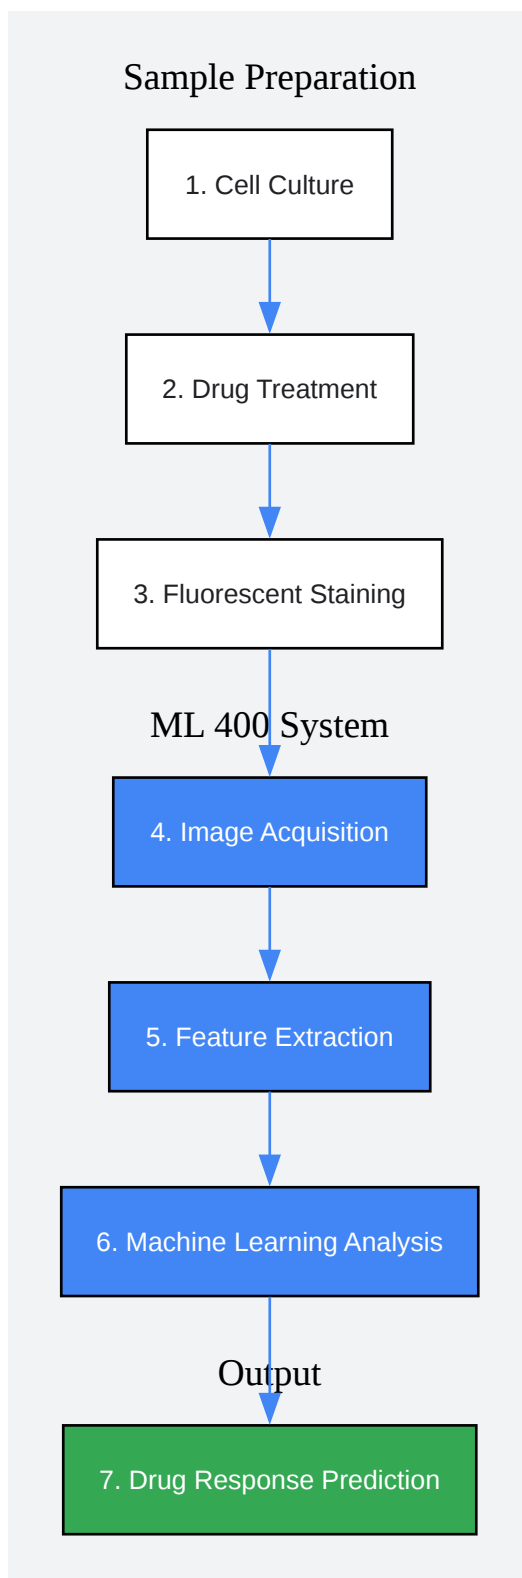 Sample Preparation
1. Cell Culture
2. Drug Treatment
3. Fluorescent Staining
ML 400 System
4. Image Acquisition
5. Feature Extraction
6. Machine Learning Analysis
Output
7. Drug Response Prediction